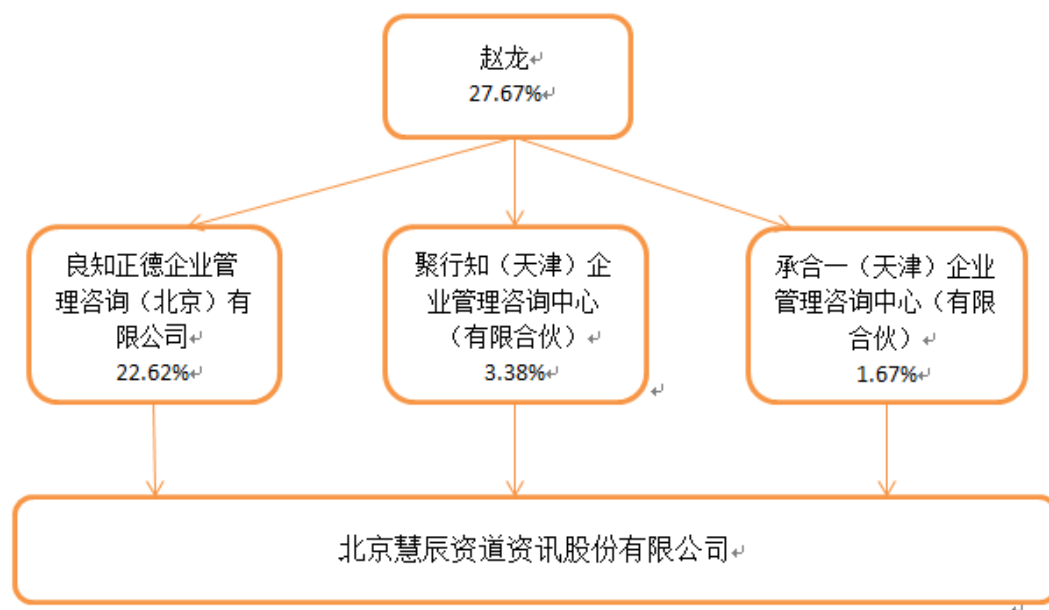 赵龙
27.67%
良知正德企业管
理咨询（北京）有
限公司
22.62%
聚行知（天津）企
业管理咨询中心
（有限合伙）
3.38%
承合一（天津）企业
管理咨询中心（有限
合伙）
1.67%
北京慧辰资道资讯股份有限公司